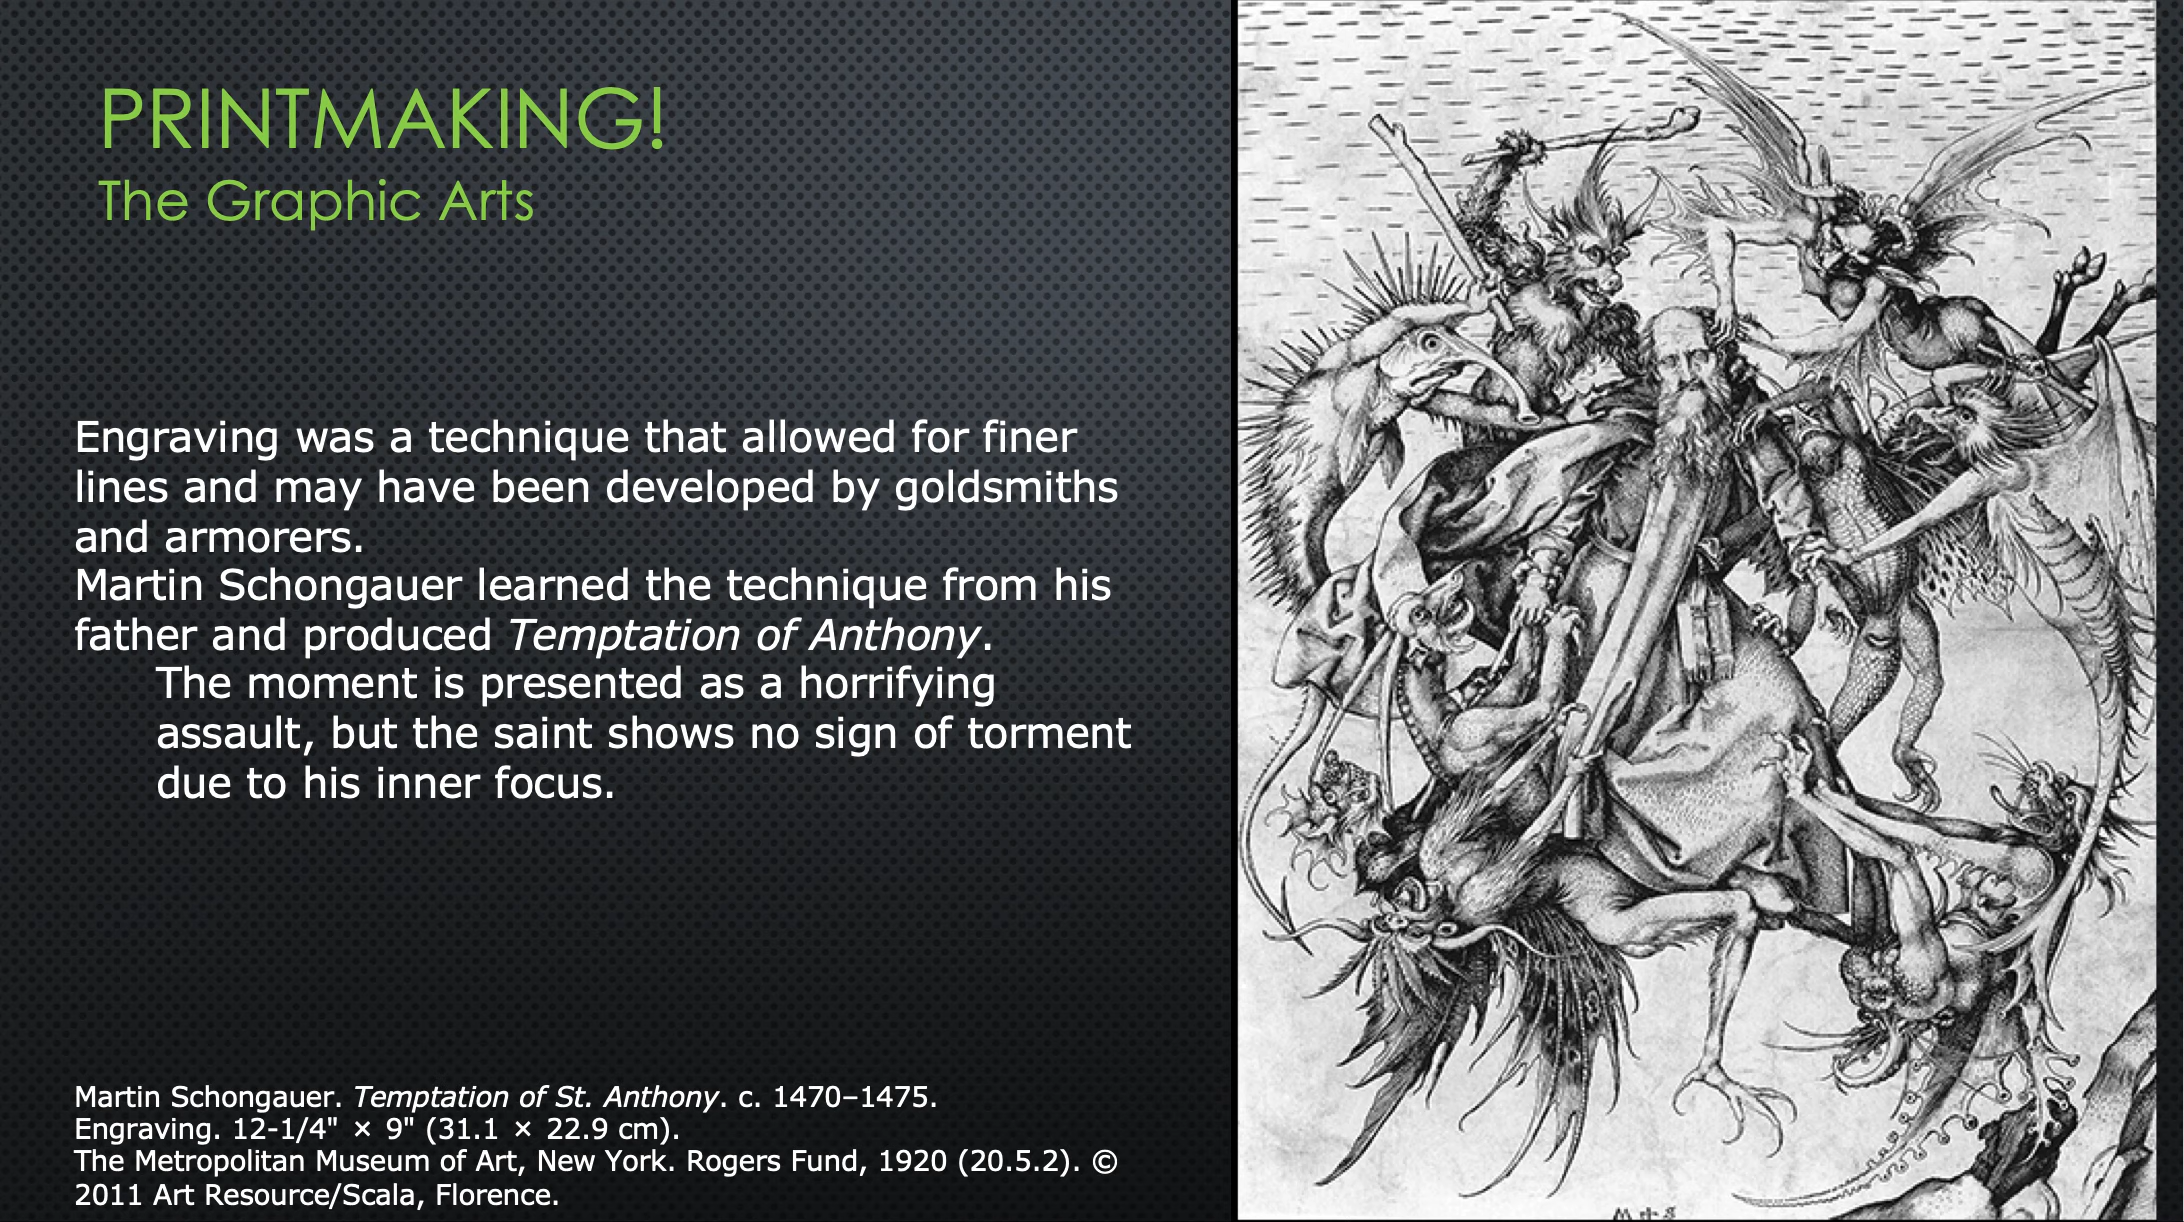 PRINTMAKING!
The Graphic Arts
Engraving was a technique that allowed for finer
lines and may have been developed by goldsmiths
and armorers.
Martin Schongauer learned the technique from his
father and produced Temptation of Anthony.
The moment is presented as a horrifying
assault, but the saint shows no sign of torment
due to his inner focus.
Martin Schongauer. Temptation of St. Anthony. c. 1470–1475.
Engraving. 12-1/4" × 9" (31.1 × 22.9 cm).
The Metropolitan Museum of Art, New York. Rogers Fund, 1920 (20.5.2). ©
2011 Art Resource/Scala, Florence.